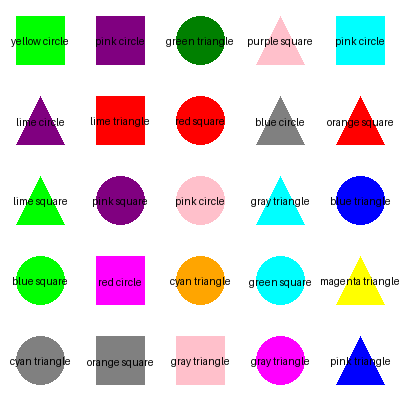 yellow circle
pink circle
green triangle
purple square
pink circle
lime circle
lime triangle
red square
blue circle
orange square
lime square
pink square
pink circle
gray triangle
blue triangle
blue square
red circle
cyan triangle
green square
magenta triangle
cyan triangle
orange square
gray triangle
gray triangle
pink triangle